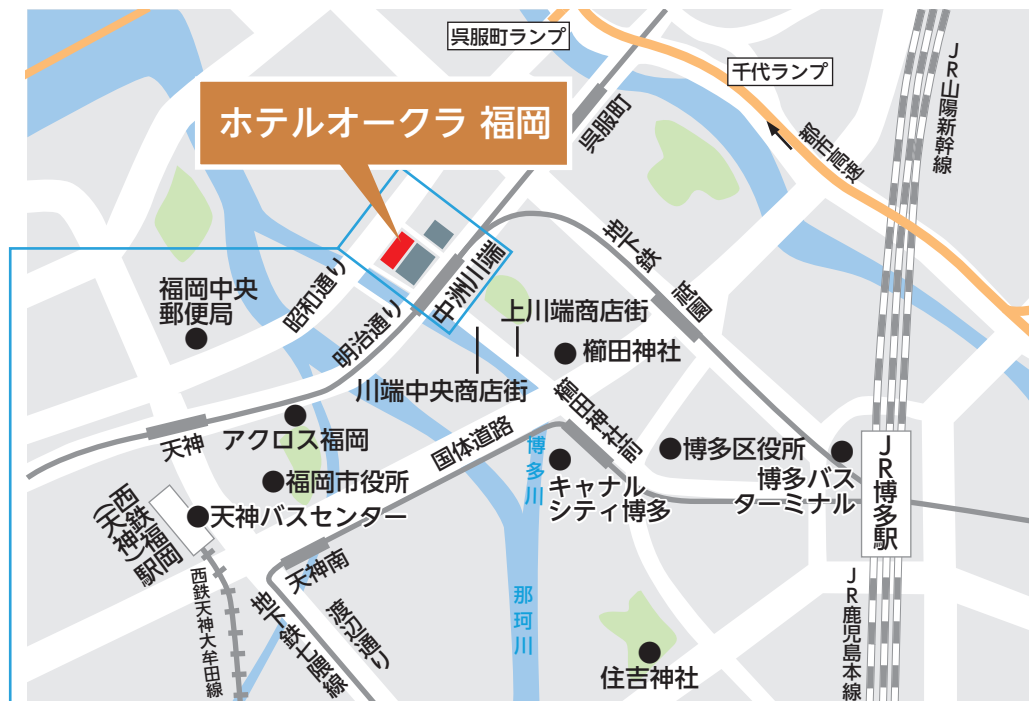 呉服町ランプ
千代ランプ
JR山陽新幹線
ホテルオークラ 福岡
呉服町
都市高速
地下鉄
祇園
中洲川端
昭和通り
明治通り
福岡中央
郵便局
上川端商店街
櫛田神社
川端中央商店街
天神
アクロス福岡
国体道路
櫛田神社前
博多川
博多区役所
キャナル
シティ博多
博多バス
ターミナル
JR博多駅
福岡市役所
天神バスセンター
西鉄福岡
(天神)駅
天神南
西鉄天神大牟田線
地下鉄七隈線
渡辺通り
那珂川
住吉神社
JR鹿児島本線